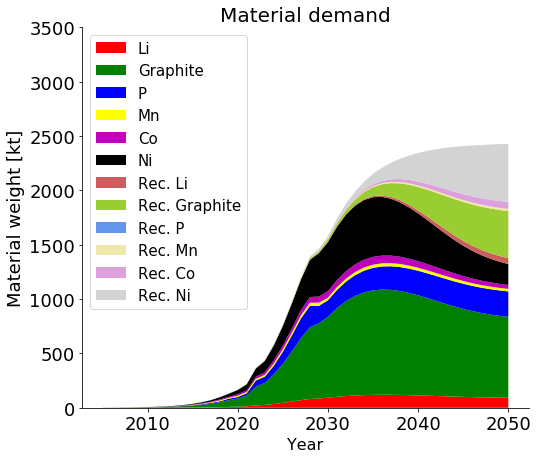 Material demand
Material weight [kt]
3500
3000
2500
2000
1500
1000
500
0
Li
Graphite
P
Mn
Co
Ni
Rec. Li
Rec. Graphite
Rec. P
Rec. Mn
Rec. Co
Rec. Ni
2010 2020 2030 2040 2050
Year